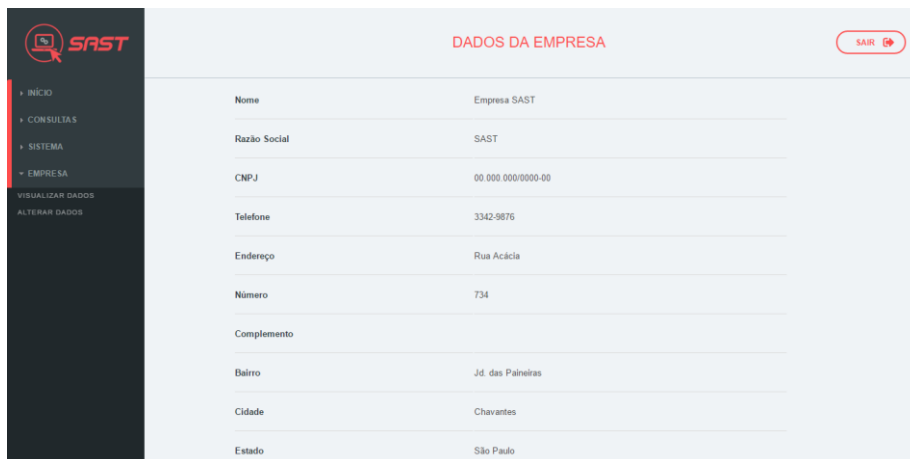 SAST
DADOS DA EMPRESA
SAIR
INÍCIO
CONSULTAS
SISTEMA
EMPRESA
VISUALIZAR DADOS
ALTERAR DADOS
Nome Empresa SAST
Razão Social SAST
CNPJ 00.000.000/0000-00
Telefone 3342-9876
Endereço Rua Acácia
Número 734
Complemento
Bairro Jd. das Paineiras
Cidade Chavantes
Estado São Paulo